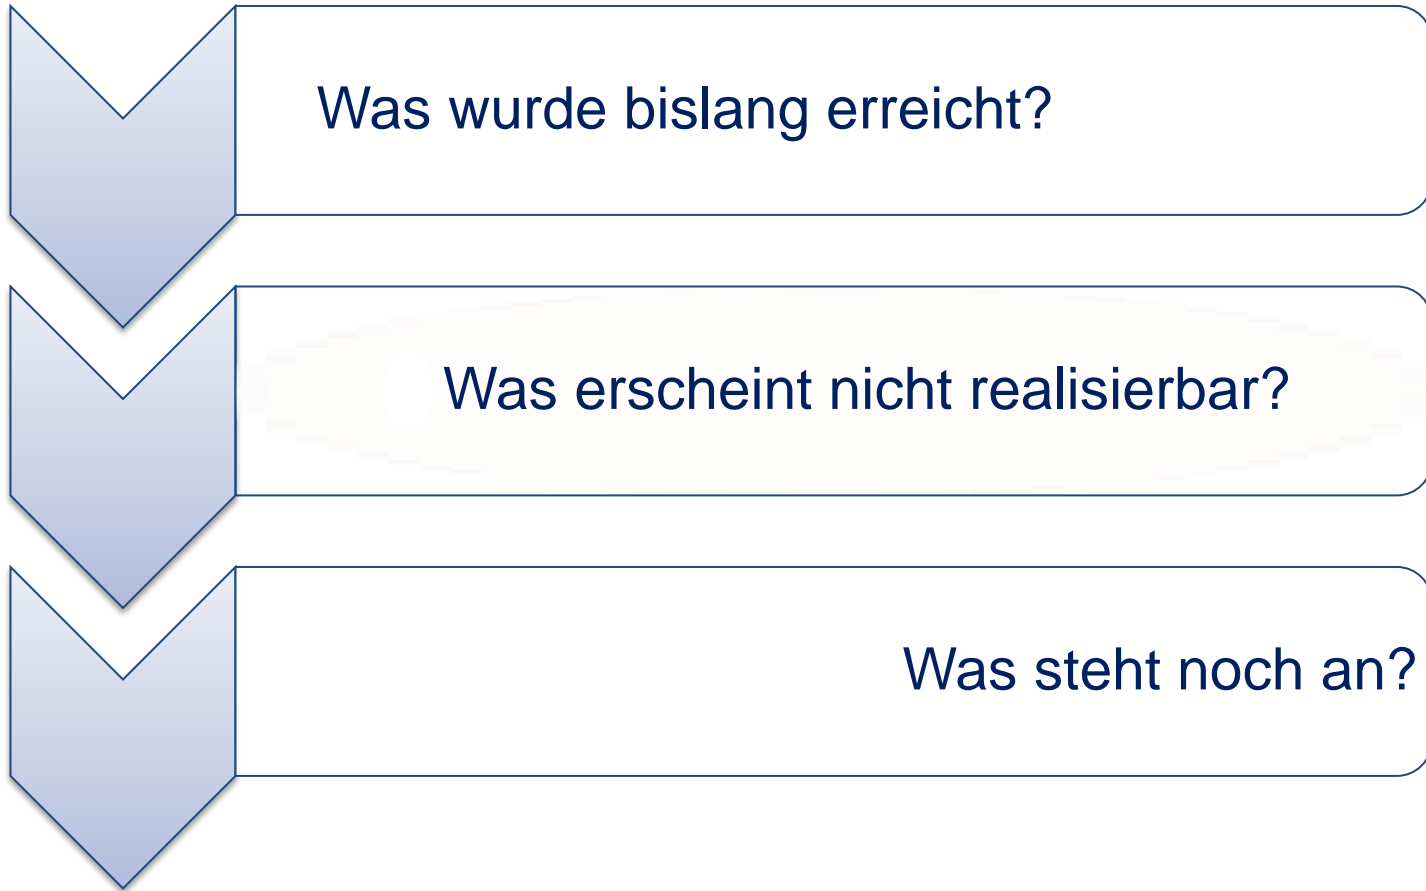 Was wurde bislang erreicht?
Was erscheint nicht realisierbar?
Was steht noch an?